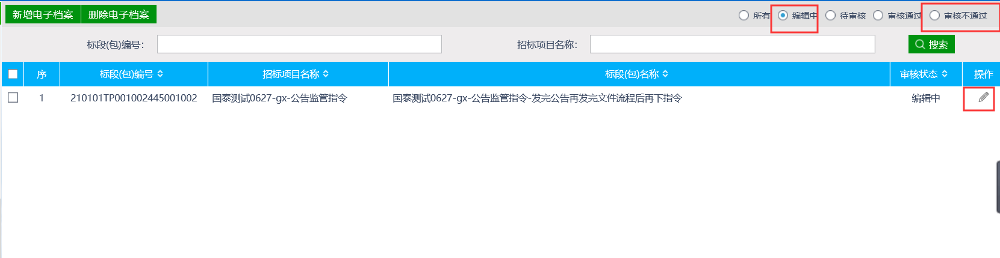 新增电子档案 删除电子档案 所有 编辑中 待审核 审核通过 审核不通过
标段(包)编号： 招标项目名称： 搜索
序 标段(包)编号 招标项目名称 标段(包)名称 审核状态 操作
1 210101TP001002445001002 国泰测试0627-gx-公告监管指令 国泰测试0627-gx-公告监管指令-发完公告再发完文件流程后再下指令 编辑中